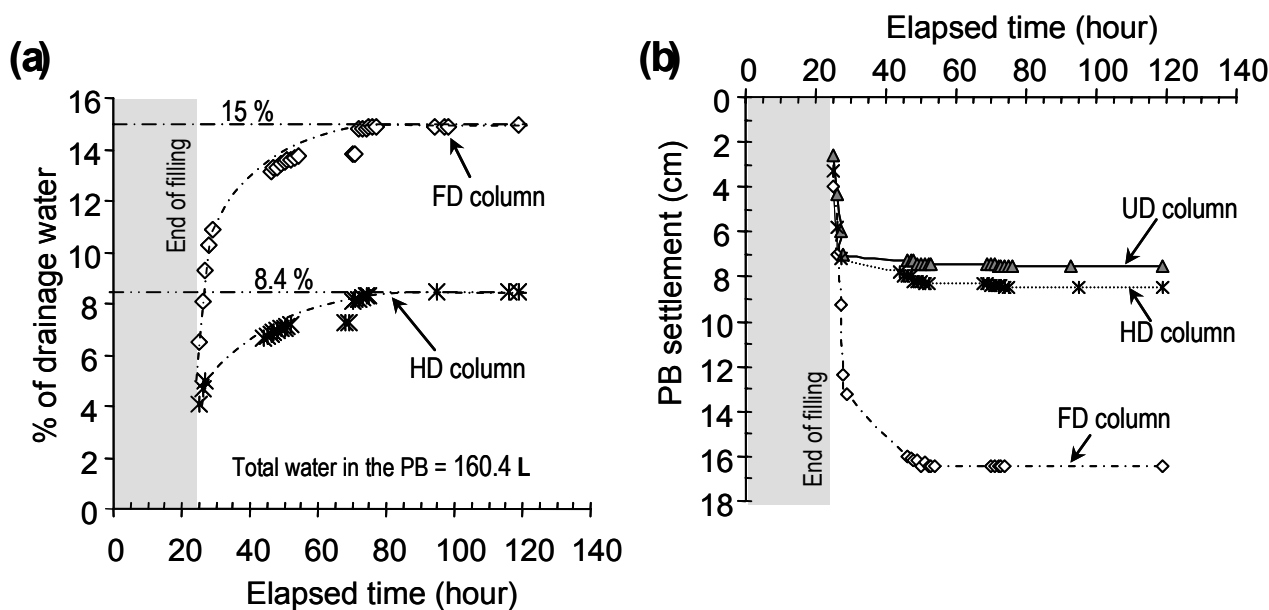 (a)
16
14
12
10
8
6
4
2
0
% of drainage water
15 %
End of filling
FD column
8.4 %
HD column
Total water in the PB = 160.4 L
0 20 40 60 80 100 120 140
Elapsed time (hour)
(b)
Elapsed time (hour)
0 20 40 60 80 100 120 140
0
2
4
6
8
10
12
14
16
18
PB settlement (cm)
End of filling
UD column
HD column
FD column